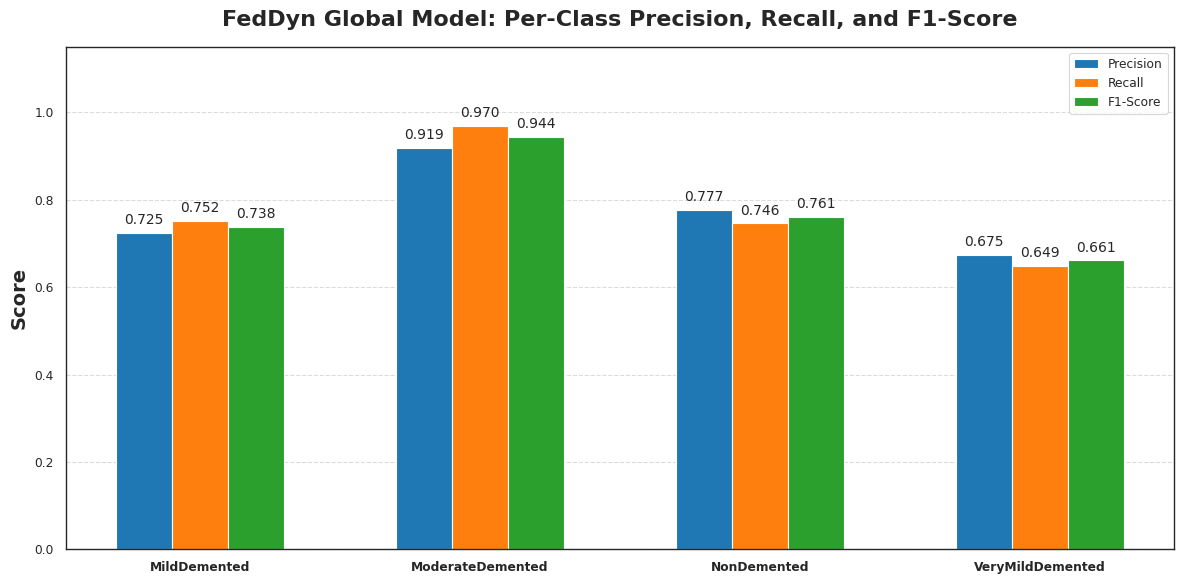 FedDyn Global Model: Per-Class Precision, Recall, and F1-Score
Precision
Recall
F1-Score
Score
1.0
0.8
0.6
0.4
0.2
0.0
0.725
0.752
0.738
0.919
0.970
0.944
0.777
0.746
0.761
0.675
0.649
0.661
MildDemented
ModerateDemented
NonDemented
VeryMildDemented